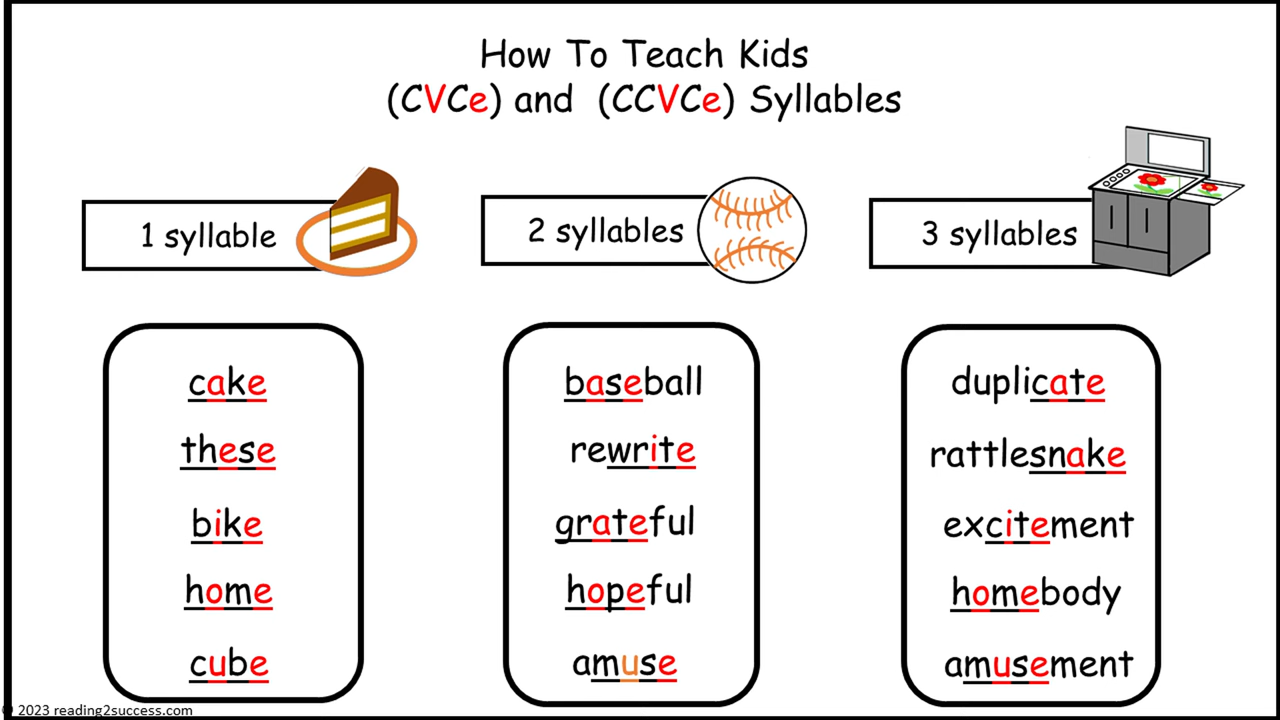 How To Teach Kids
(CVCe) and (CCVCe) Syllables
1 syllable
2 syllables
3 syllables
cake
these
bike
home
cube
baseball
rewrite
grateful
hopeful
amuse
duplicate
rattlesnake
excitement
homebody
amusement
© 2023 reading2success.com